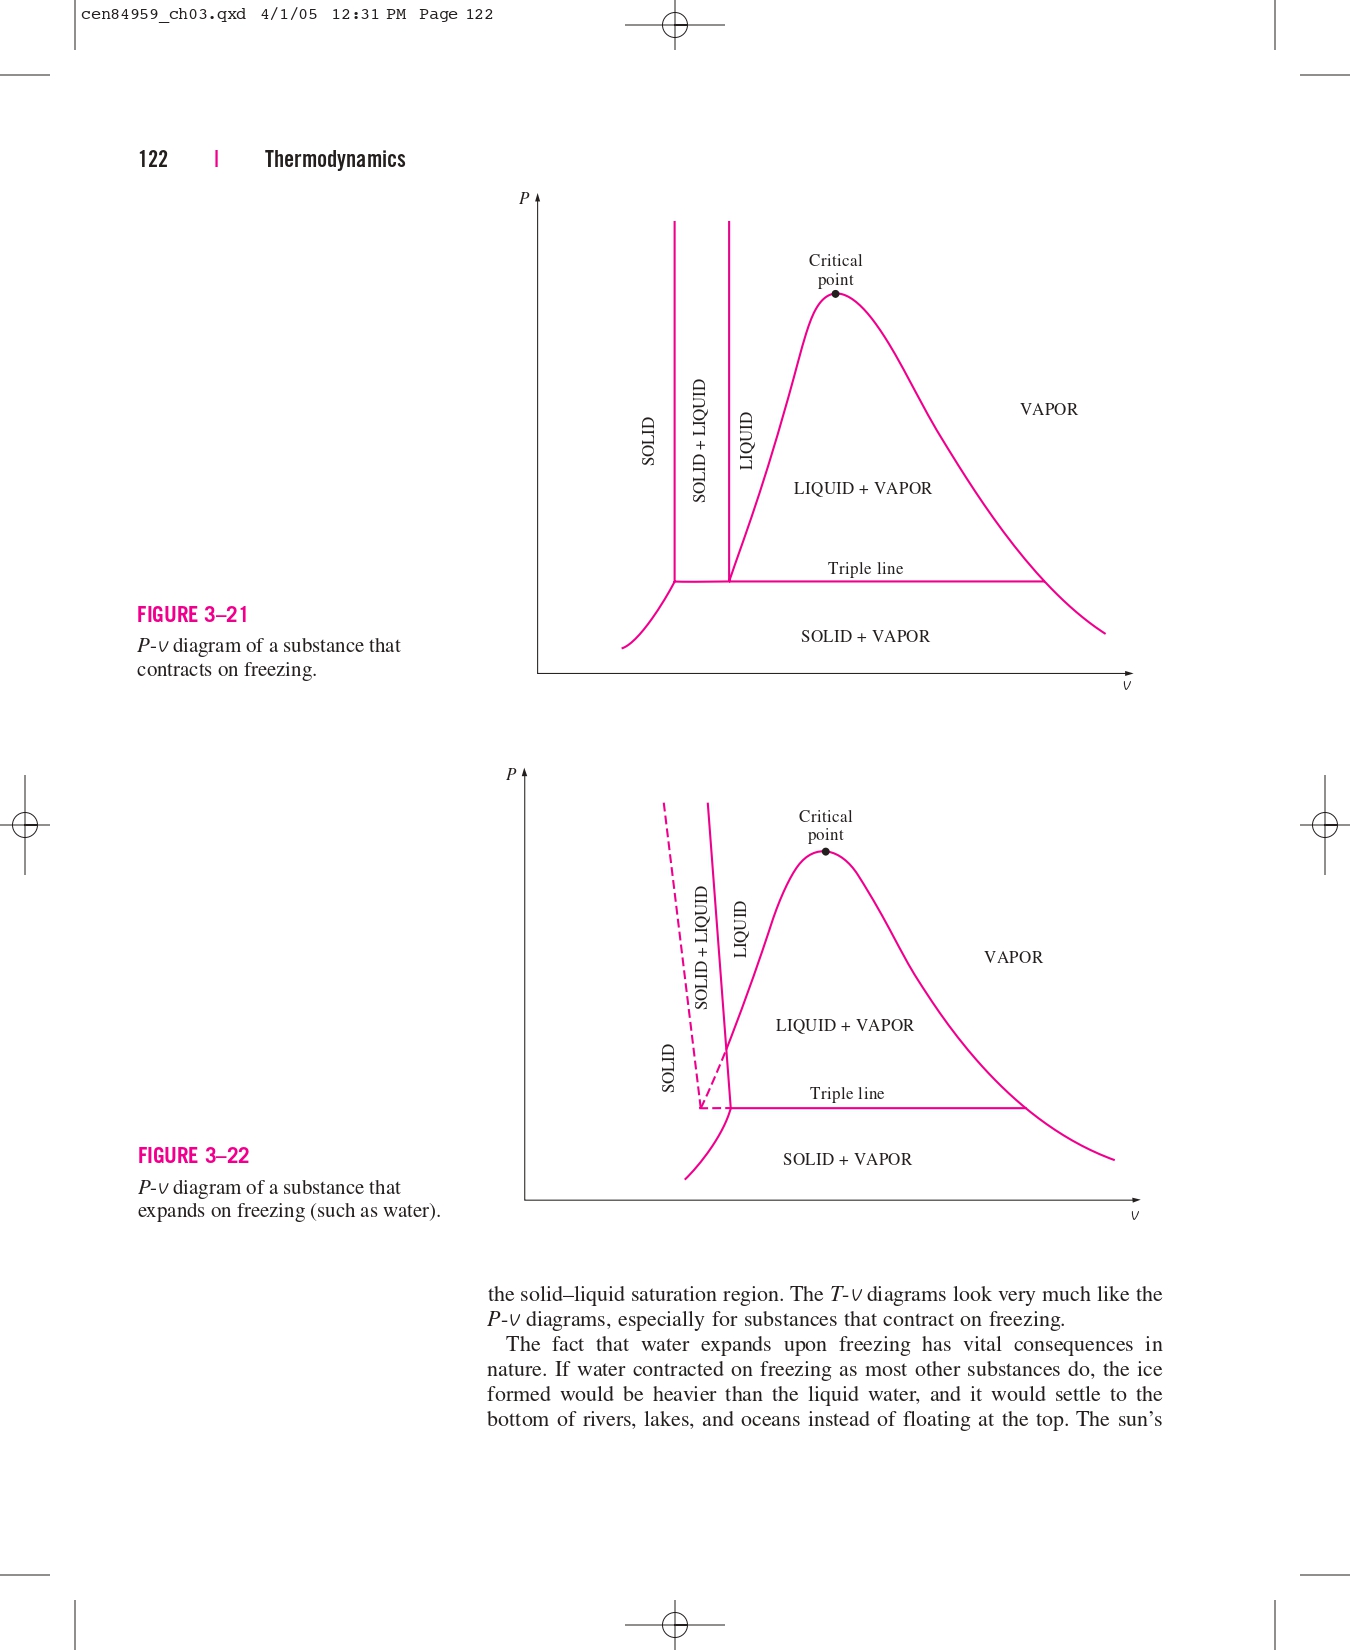 cen84959_ch03.qxd 4/1/05 12:31 PM Page 122
122 | Thermodynamics
P
Critical
point
SOLID
SOLID + LIQUID
LIQUID
VAPOR
LIQUID + VAPOR
Triple line
SOLID + VAPOR
v
FIGURE 3–21
P-v diagram of a substance that
contracts on freezing.
P
Critical
point
SOLID
SOLID + LIQUID
LIQUID
VAPOR
LIQUID + VAPOR
Triple line
SOLID + VAPOR
v
FIGURE 3–22
P-v diagram of a substance that
expands on freezing (such as water).
the solid–liquid saturation region. The T-v diagrams look very much like the
P-v diagrams, especially for substances that contract on freezing.
The fact that water expands upon freezing has vital consequences in
nature. If water contracted on freezing as most other substances do, the ice
formed would be heavier than the liquid water, and it would settle to the
bottom of rivers, lakes, and oceans instead of floating at the top. The sun’s